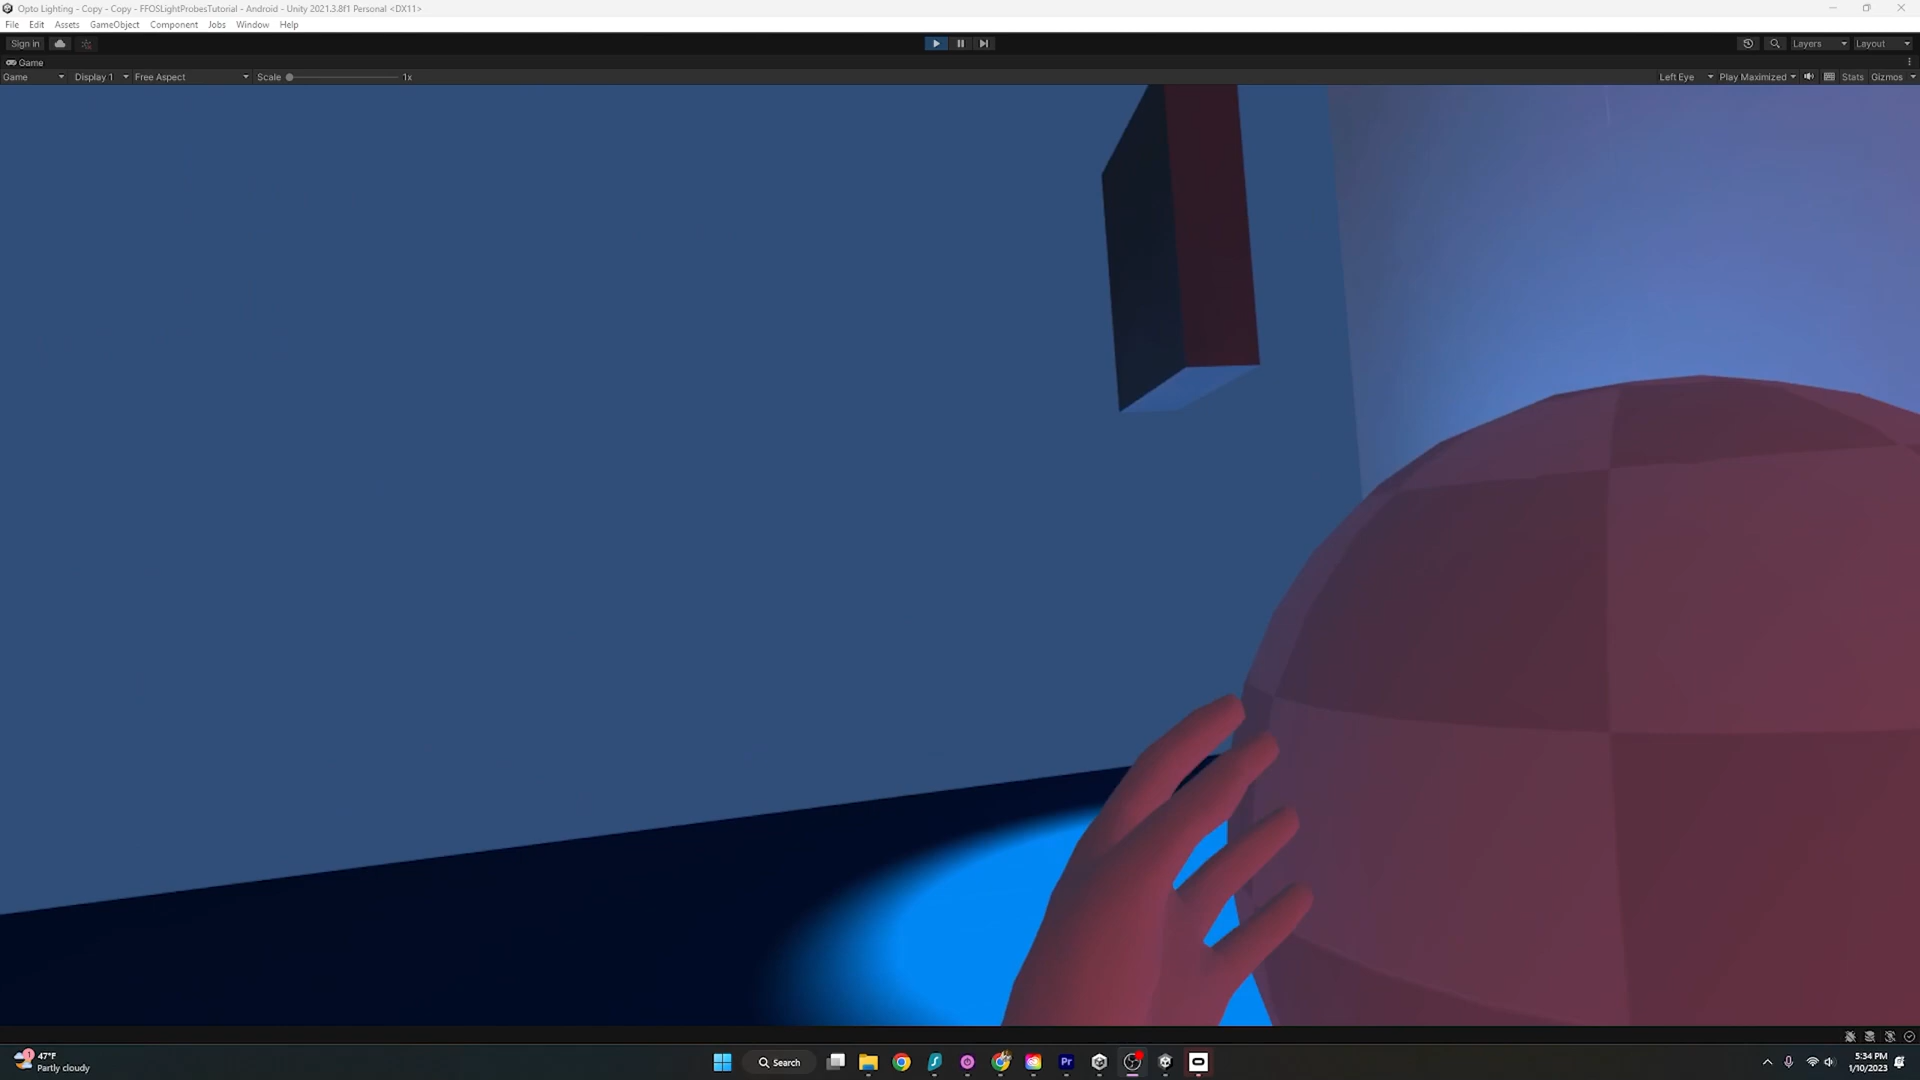 Opto Lighting - Copy - Copy - FFOSLightProbesTutorial - Android - Unity 2021.3.8f1 Personal <DX11>
File Edit Assets GameObject Component Jobs Window Help
Sign in Layers Layout
Game
Game Display 1 Free Aspect Scale 1x Left Eye Play Maximized Stats Gizmos
1 47°F Search Pr 5:34 PM
Partly cloudy 1/10/2023